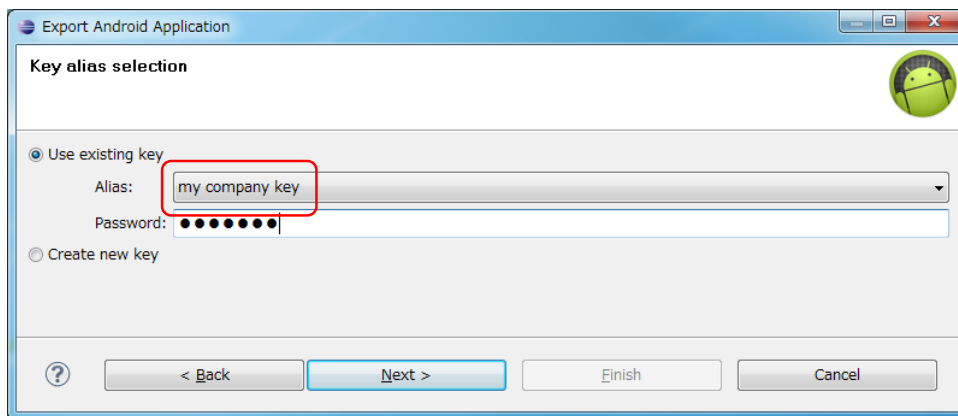 Export Android Application
Key alias selection
Use existing key
Alias: my company key
Password: ●●●●●●●
Create new key
? < Back Next > Finish Cancel